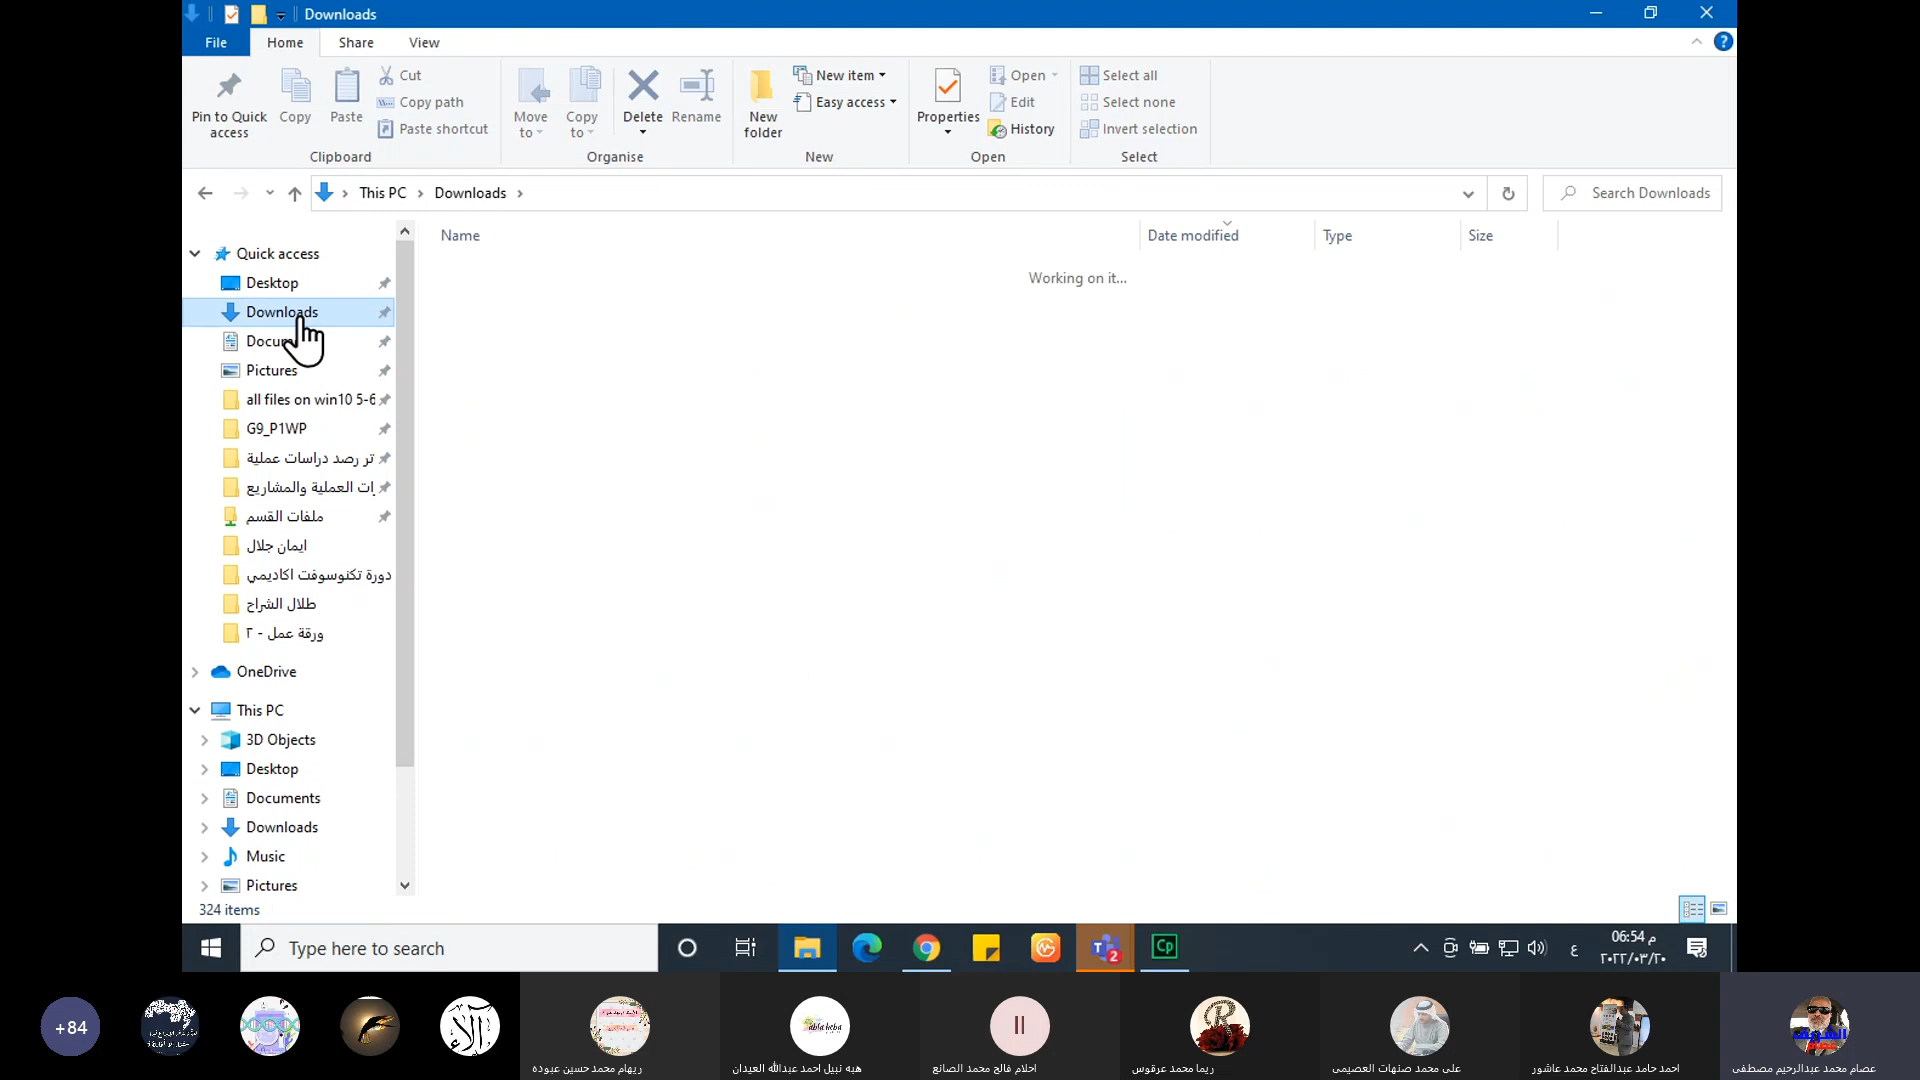 Downloads
File Home Share View
Pin to Quick access
Copy
Paste
Cut
Copy path
Paste shortcut
Clipboard
Move to
Copy to
Delete
Rename
Organise
New folder
New item
Easy access
New
Properties
Open
Edit
History
Open
Select all
Select none
Invert selection
Select
This PC Downloads
Search Downloads
Name Date modified Type Size
Working on it...
Quick access
Desktop
Downloads
Pictures
all files on win10 5-6
G9_P1WP
تر رصد دراسات عملية
رات العملية والمشاريع
ملفات القسم
ايمان جلال
دورة تكنوسوفت اكاديمي
طلال الشراح
ورقة عمل - ٢
OneDrive
This PC
3D Objects
Desktop
Documents
Downloads
Music
Pictures
324 items
Type here to search
2
Cp
ع
06:54 م
٢٠٢٢/٠٣/٢٠
+84
ريهام محمد حسين عبوده
هبه نبيل احمد عبدالله العيدان
احلام فالح محمد الصانع
ريما محمد عرقوس
على محمد صنهات العصيمى
احمد حامد عبدالفتاح محمد عاشور
عصام محمد عبدالرحيم مصطفى